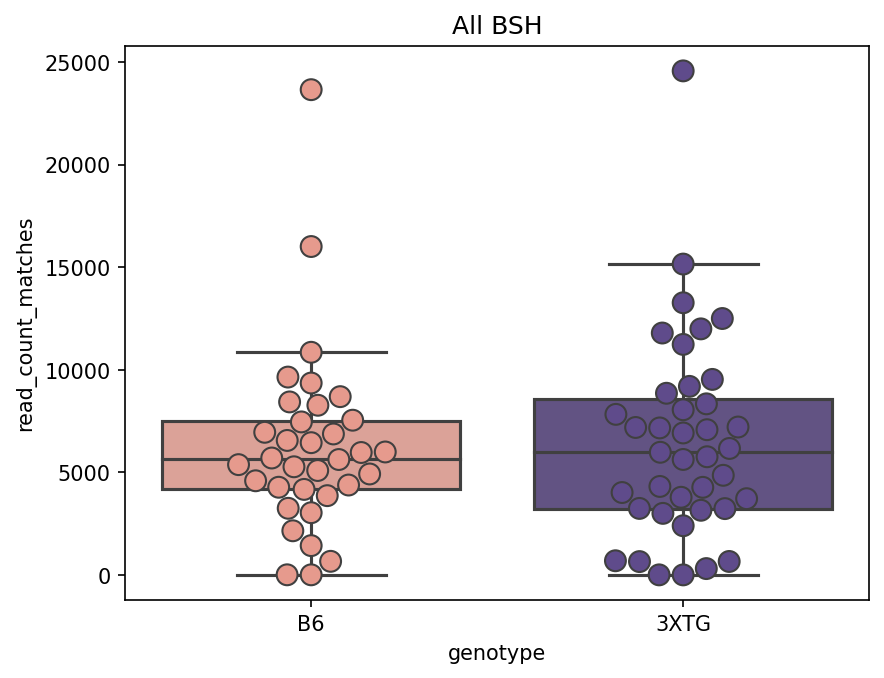 All BSH
25000
20000
15000
10000
5000
0
read_count_matches
B6
3XTG
genotype